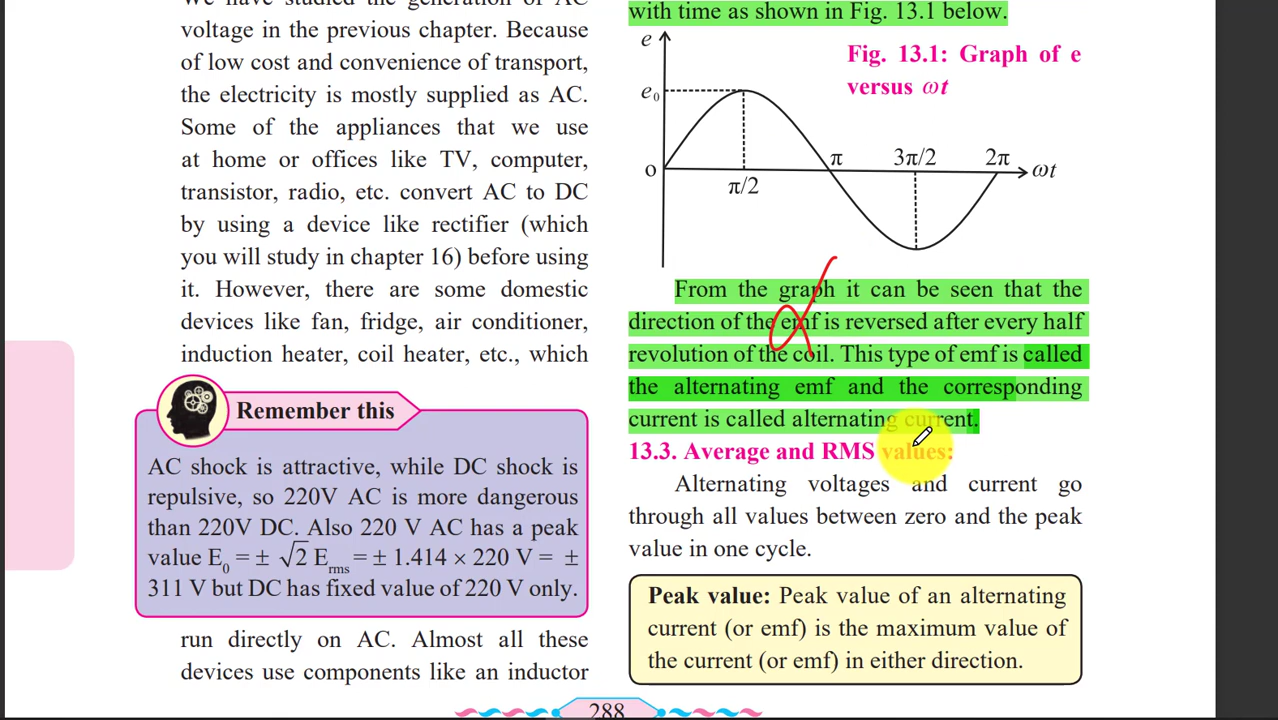 We have studied the generation of AC
voltage in the previous chapter. Because
of low cost and convenience of transport,
the electricity is mostly supplied as AC.
Some of the appliances that we use
at home or offices like TV, computer,
transistor, radio, etc. convert AC to DC
by using a device like rectifier (which
you will study in chapter 16) before using
it. However, there are some domestic
devices like fan, fridge, air conditioner,
induction heater, coil heater, etc., which
Remember this
AC shock is attractive, while DC shock is
repulsive, so 220V AC is more dangerous
than 220V DC. Also 220 V AC has a peak
value E₀ = ± √2 Eᵣₘₛ = ± 1.414 × 220 V = ±
311 V but DC has fixed value of 220 V only.
run directly on AC. Almost all these
devices use components like an inductor
with time as shown in Fig. 13.1 below.
e
Fig. 13.1: Graph of e
versus ωt
e₀
o
π/2
π
3π/2
2π
ωt
From the graph it can be seen that the
direction of the emf is reversed after every half
revolution of the coil. This type of emf is called
the alternating emf and the corresponding
current is called alternating current.
13.3. Average and RMS values:
Alternating voltages and current go
through all values between zero and the peak
value in one cycle.
Peak value: Peak value of an alternating
current (or emf) is the maximum value of
the current (or emf) in either direction.
288